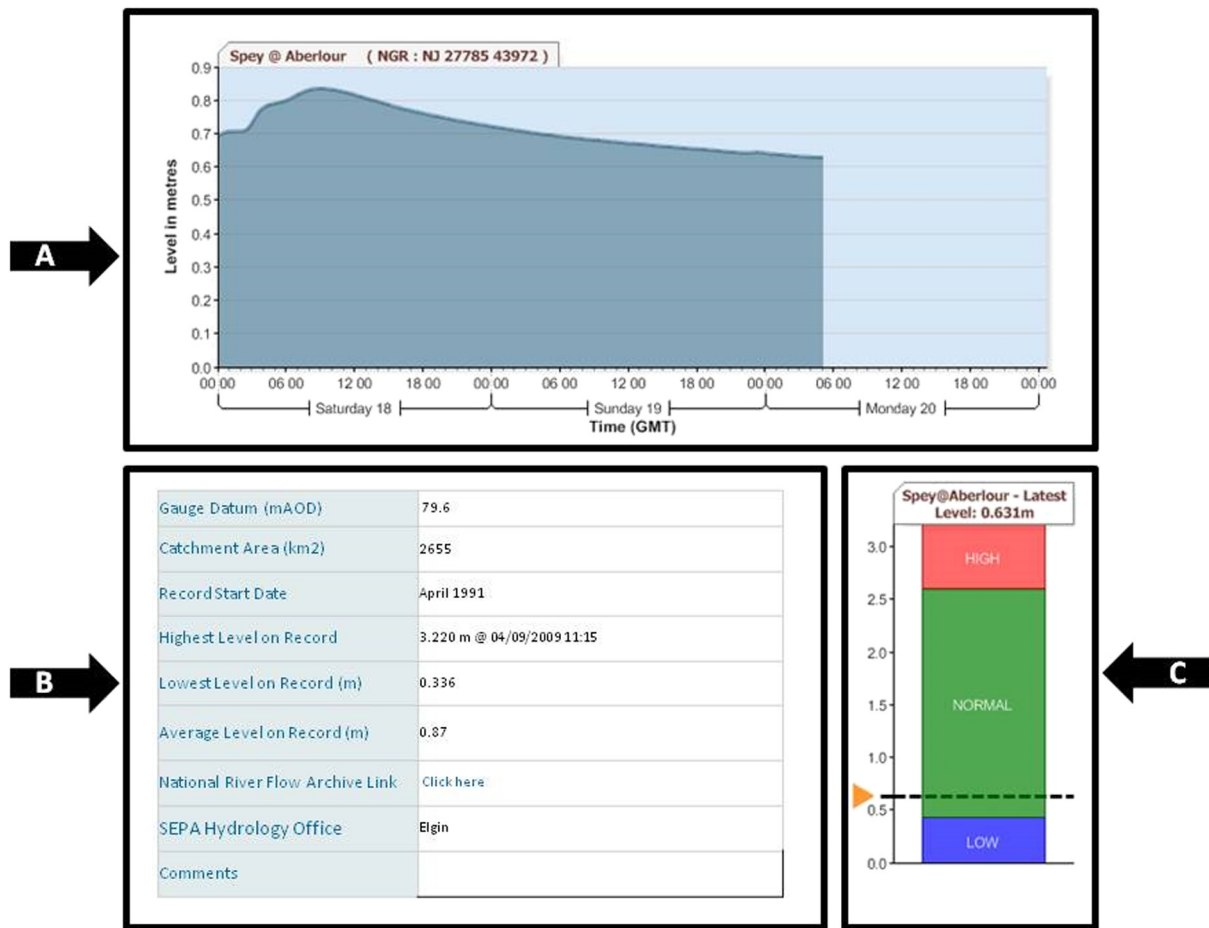 Spey @ Aberlour ( NGR : NJ 27785 43972 )
0.9
0.8
0.7
0.6
0.5
0.4
0.3
0.2
0.1
0.0
Level in metres
00 00 06 00 12 00 18 00 00 00 06 00 12 00 18 00 00 00 06 00 12 00 18 00 00 00
Saturday 18 Sunday 19 Monday 20
Time (GMT)
A
B
Gauge Datum (mAOD) 79.6
Catchment Area (km2) 2655
Record Start Date April 1991
Highest Level on Record 3.220 m @ 04/09/2009 11:15
Lowest Level on Record (m) 0.336
Average Level on Record (m) 0.87
National River Flow Archive Link Click here
SEPA Hydrology Office Elgin
Comments
Spey@Aberlour - Latest
Level: 0.631m
3.0
2.5
2.0
1.5
1.0
0.5
0.0
HIGH
NORMAL
LOW
C